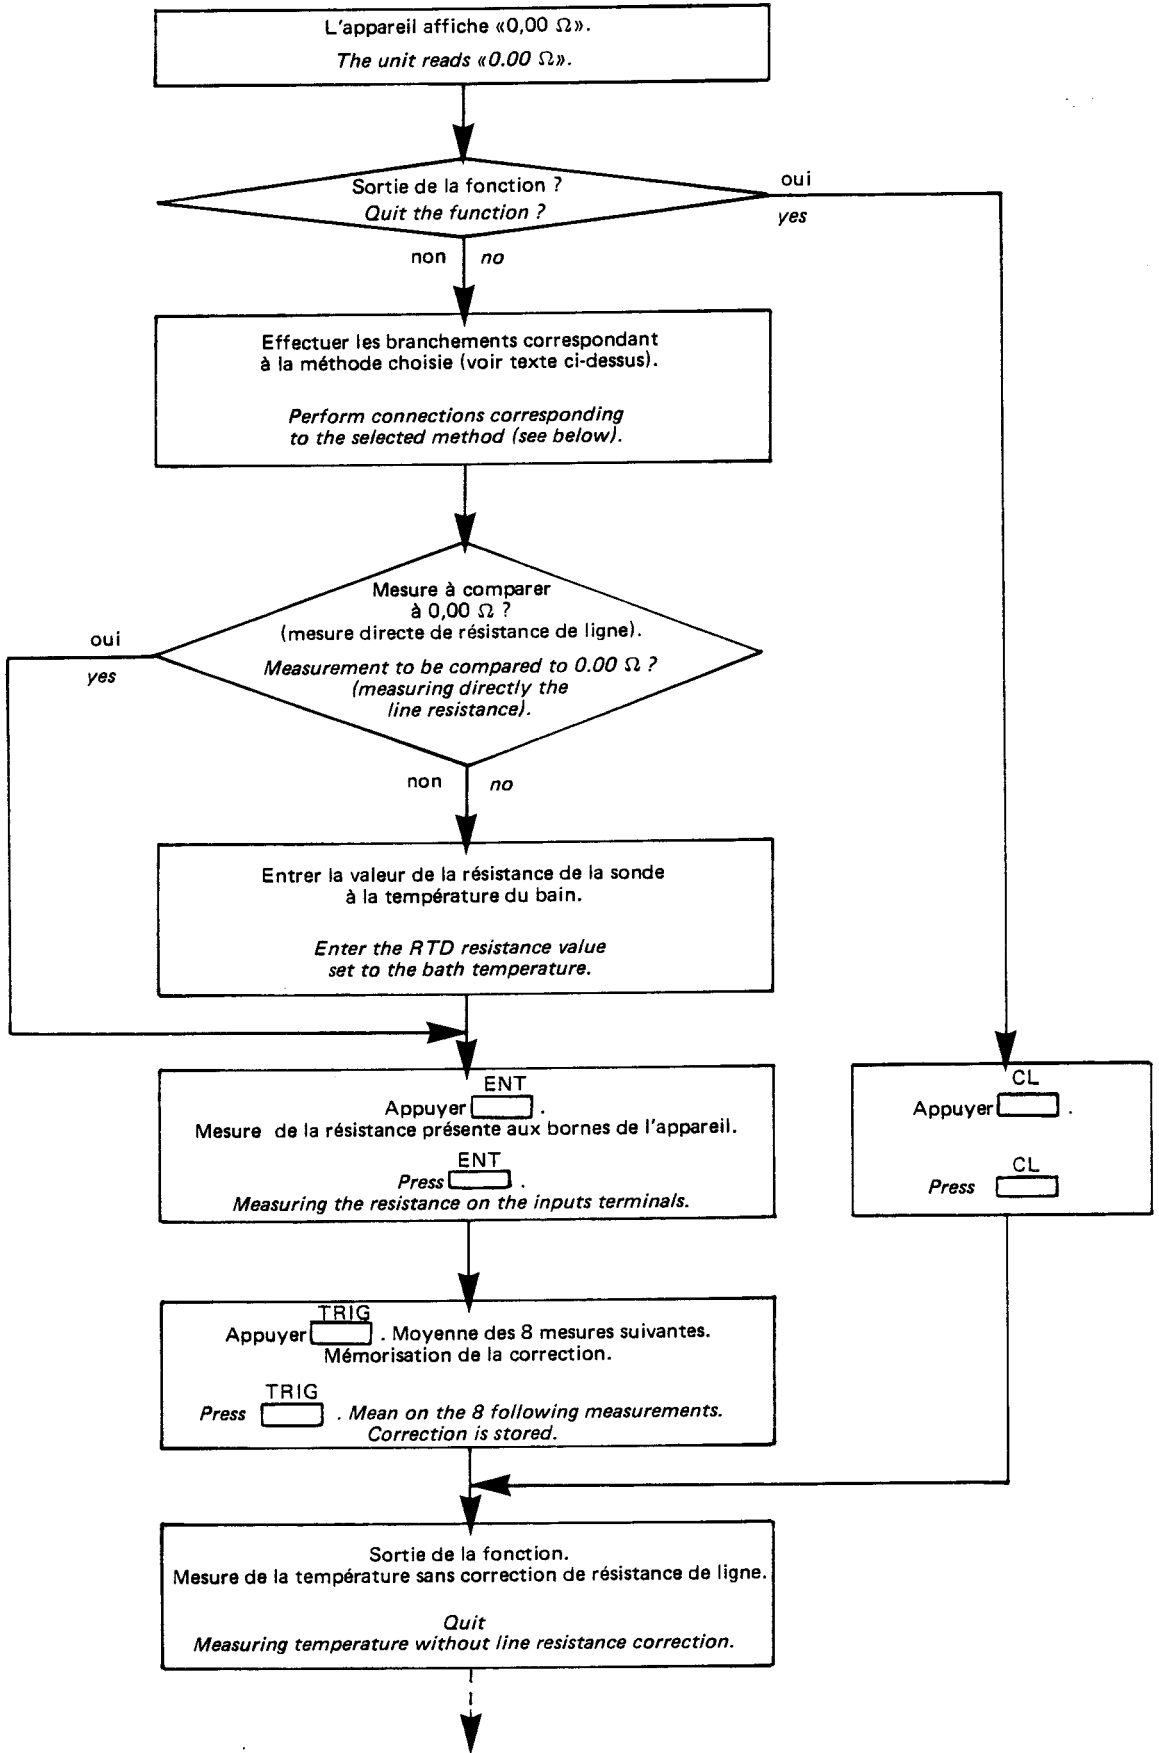 L'appareil affiche «0,00 Ω».
The unit reads «0.00 Ω».
Sortie de la fonction ?
Quit the function ?
oui
yes
non
no
Effectuer les branchements correspondant
à la méthode choisie (voir texte ci-dessus).
Perform connections corresponding
to the selected method (see below).
Mesure à comparer
à 0,00 Ω ?
(mesure directe de résistance de ligne).
Measurement to be compared to 0.00 Ω ?
(measuring directly the
line resistance).
oui
yes
non
no
Entrer la valeur de la résistance de la sonde
à la température du bain.
Enter the RTD resistance value
set to the bath temperature.
ENT
Appuyer .
Mesure de la résistance présente aux bornes de l'appareil.
ENT
Press .
Measuring the resistance on the inputs terminals.
CL
Appuyer .
CL
Press
TRIG
Appuyer . Moyenne des 8 mesures suivantes.
Mémorisation de la correction.
TRIG
Press . Mean on the 8 following measurements.
Correction is stored.
Sortie de la fonction.
Mesure de la température sans correction de résistance de ligne.
Quit
Measuring temperature without line resistance correction.